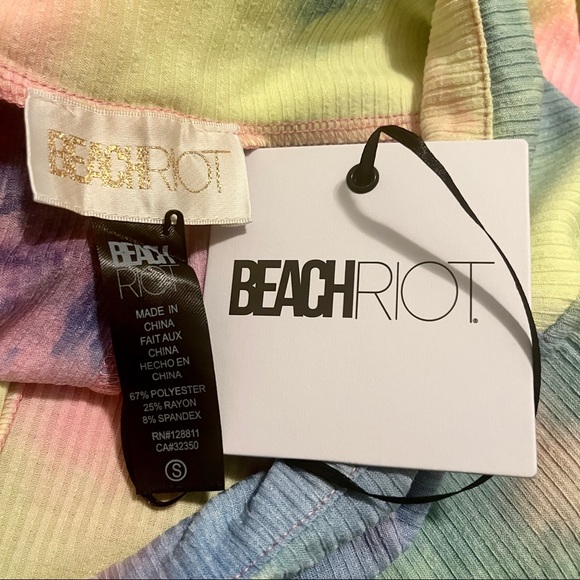 BEACHRIOT
BEACH
RIOT
MADE IN
CHINA
FAIT AUX
CHINA
HECHO EN
CHINA
67% POLYESTER
25% RAYON
8% SPANDEX
RN#128811
CA#32350
S
BEACHRIOT®